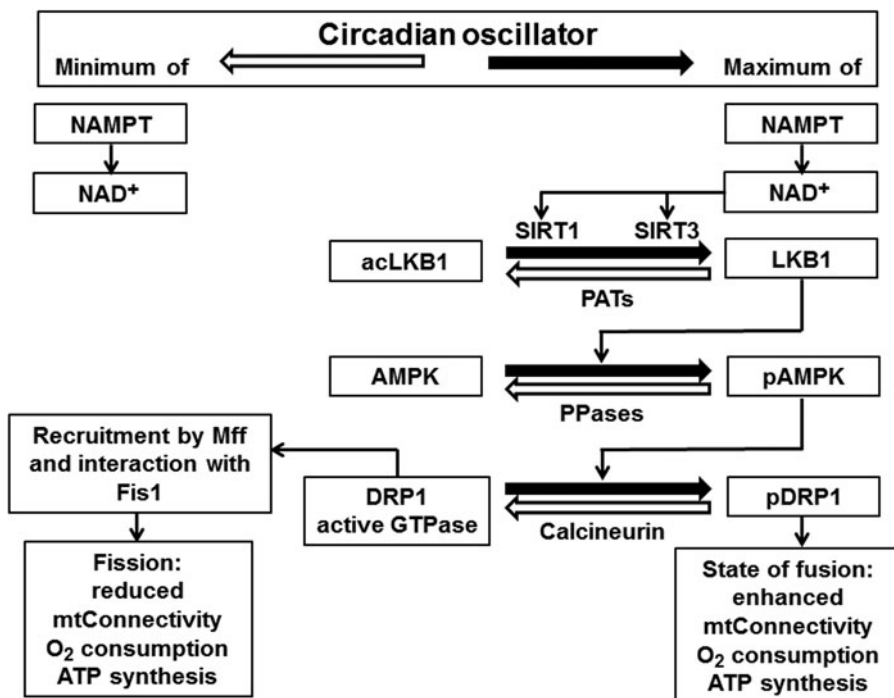 Circadian oscillator
Minimum of
Maximum of
NAMPT
NAMPT
NAD⁺
NAD⁺
SIRT1
SIRT3
acLKB1
LKB1
PATs
AMPK
pAMPK
PPases
Recruitment by Mff
and interaction with
Fis1
DRP1
active GTPase
pDRP1
Calcineurin
Fission:
reduced
mtConnectivity
O₂ consumption
ATP synthesis
State of fusion:
enhanced
mtConnectivity
O₂ consumption
ATP synthesis